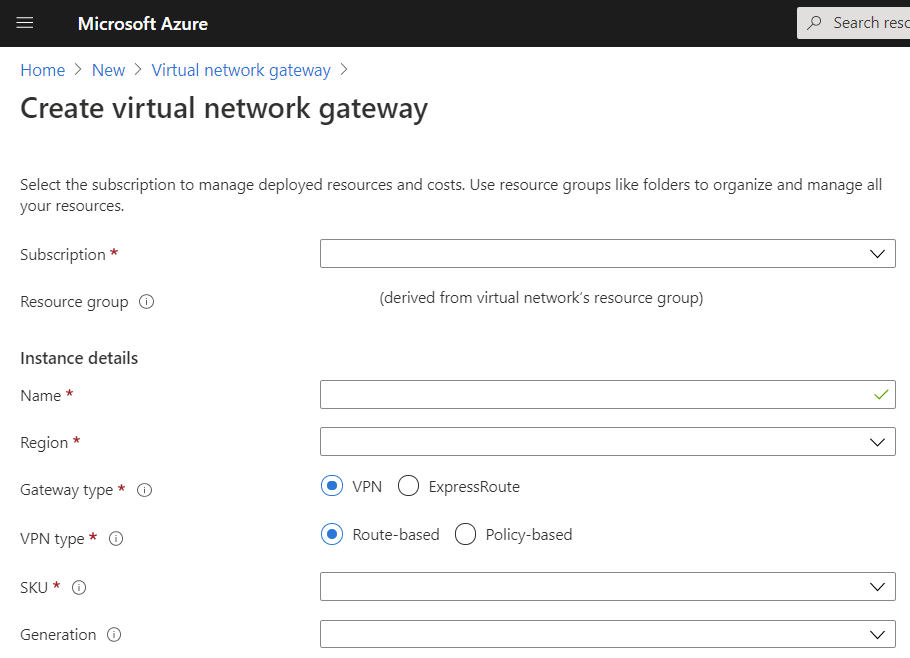 Microsoft Azure
Search reso
Home > New > Virtual network gateway >
Create virtual network gateway
Select the subscription to manage deployed resources and costs. Use resource groups like folders to organize and manage all
your resources.
Subscription *
Resource group
(derived from virtual network's resource group)
Instance details
Name *
Region *
Gateway type *
VPN
ExpressRoute
VPN type *
Route-based
Policy-based
SKU *
Generation